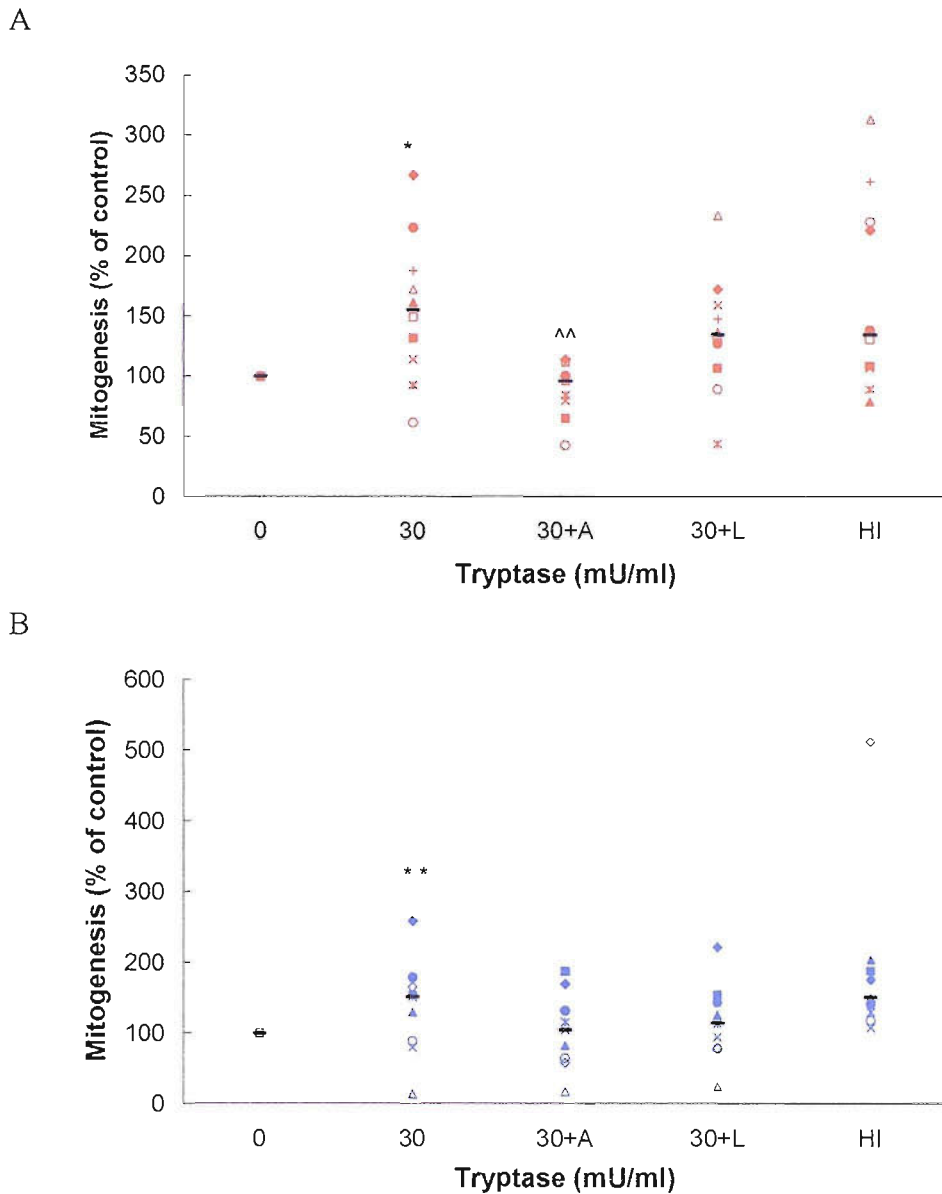 A
350
300
250
200
150
100
50
0
Mitogenesis (% of control)
*
^^
0 30 30+A 30+L HI
Tryptase (mU/ml)
B
600
500
400
300
200
100
0
Mitogenesis (% of control)
* *
0 30 30+A 30+L HI
Tryptase (mU/ml)